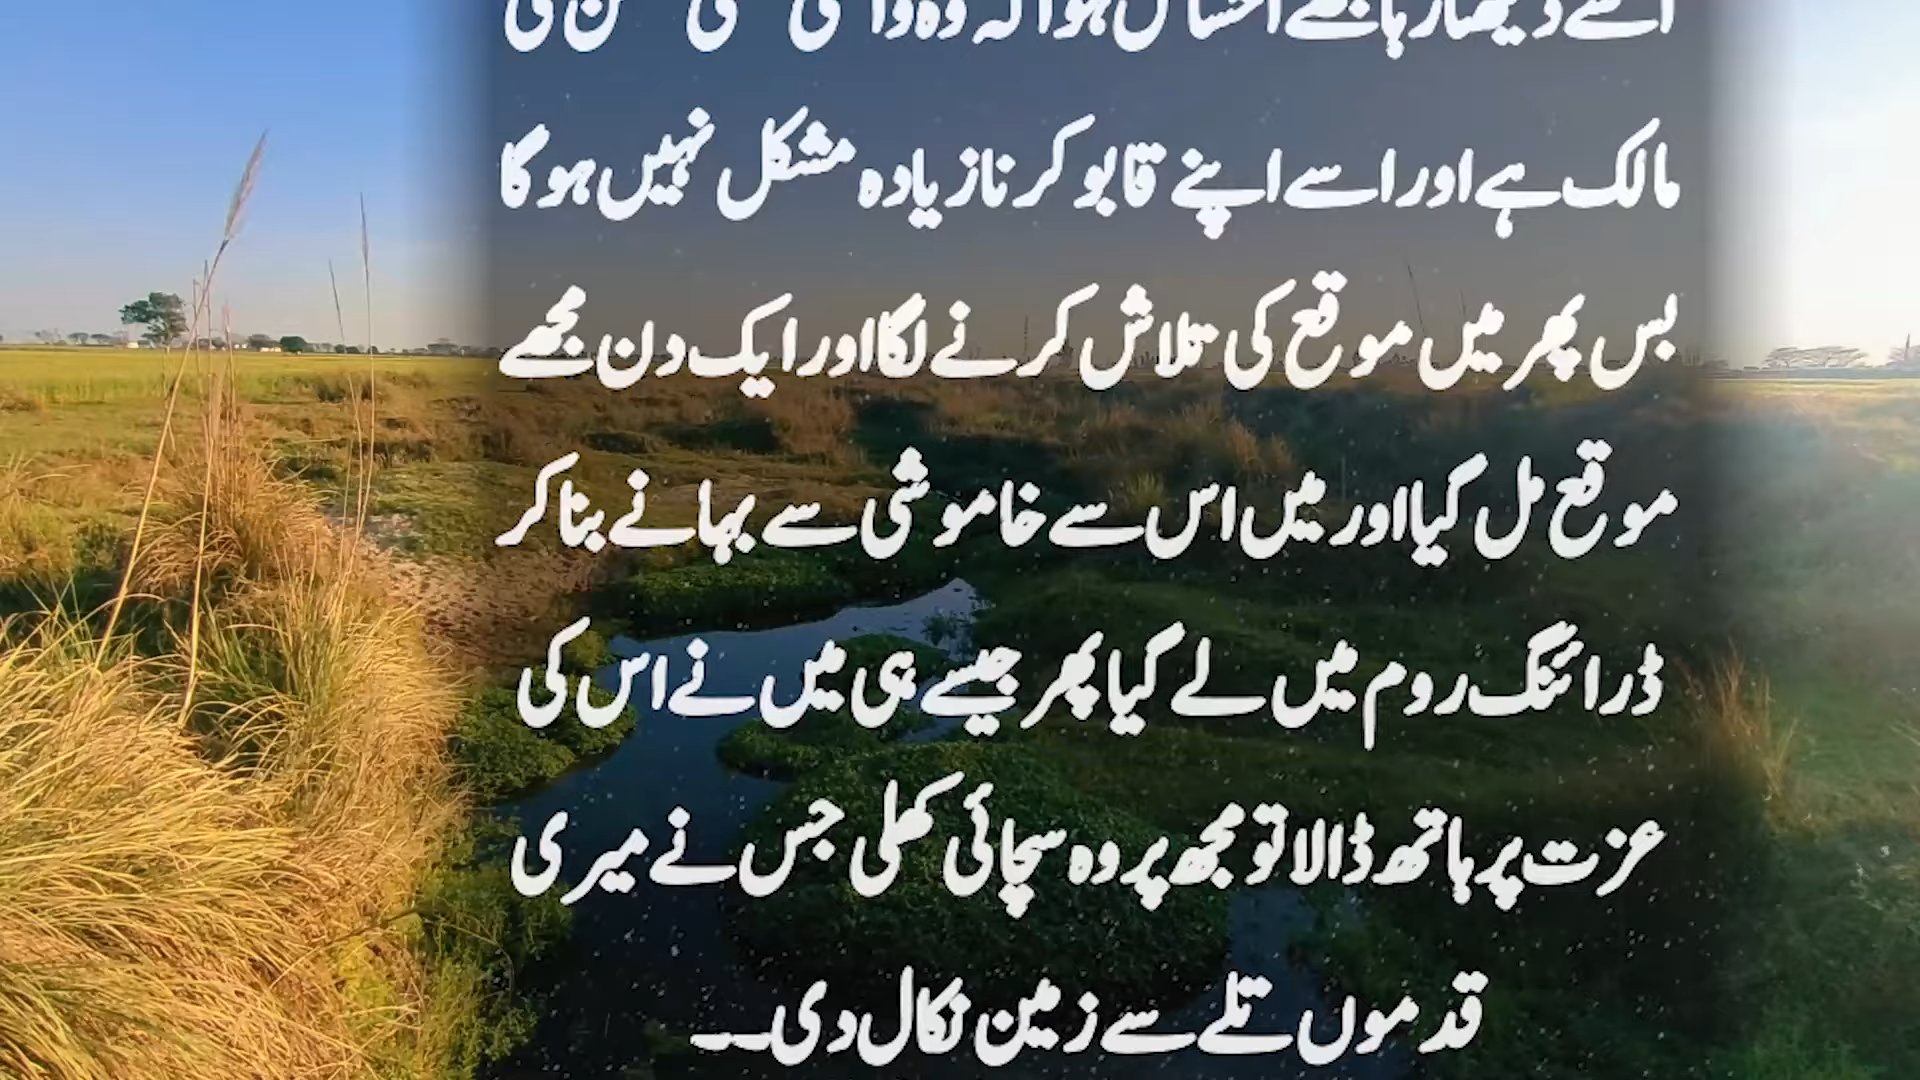 اسے دیکھتا رہا مجھے احساس ہوا کہ وہ واقعی حسن کی
مالک ہے اور اسے اپنے قابو کرنا زیادہ مشکل نہیں ہو گا
بس پھر میں موقع کی تلاش کرنے لگا اور ایک دن مجھے
موقع مل گیا اور میں اس سے خاموشی سے بہانے بنا کر
ڈرائنگ روم میں لے گیا پھر جیسے ہی میں نے اس کی
عزت پر ہاتھ ڈالا تو مجھ پر وہ سچائی کھلی جس نے میری
قدموں تلے سے زمین نکال دی۔۔